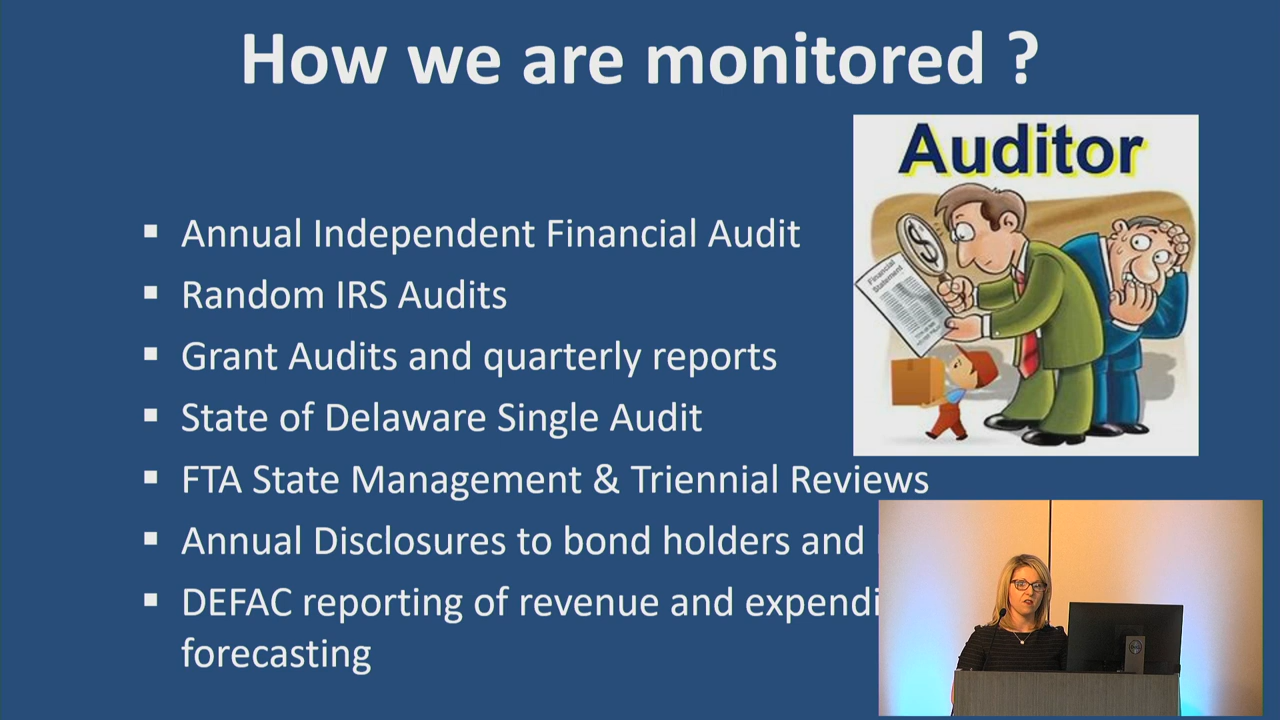 How we are monitored ?
Auditor
Financial
Statement
▪ Annual Independent Financial Audit
▪ Random IRS Audits
▪ Grant Audits and quarterly reports
▪ State of Delaware Single Audit
▪ FTA State Management & Triennial Reviews
▪ Annual Disclosures to bond holders and
▪ DEFAC reporting of revenue and expendi
forecasting